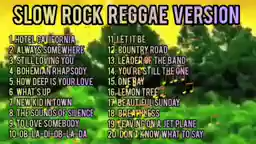 SLOW ROCK REGGAE VERSION
1. HOTEL CALIFORNIA
2. ALWAYS SOMEWHERE
3. STILL LOVING YOU
4. BOHEMIAN RHAPSODY
5. HOW DEEP IS YOUR LOVE
6. WHAT'S UP
7. NEW KID IN TOWN
8. THE SOUNDS OF SILENCE
9. TO LOVE SOMEBODY
10. OB-LA-DI OB-LA-DA
11. LET IT BE
12. COUNTRY ROAD
13. LEADER OF THE BAND
14. YOU'RE STILL THE ONE
15. ONE DAY
16. LEMON TREE
17. BEAUTIFUL SUNDAY
18. BREATHLESS
19. LEAVING ON A JET PLANE
20. DON'T KNOW WHAT TO SAY